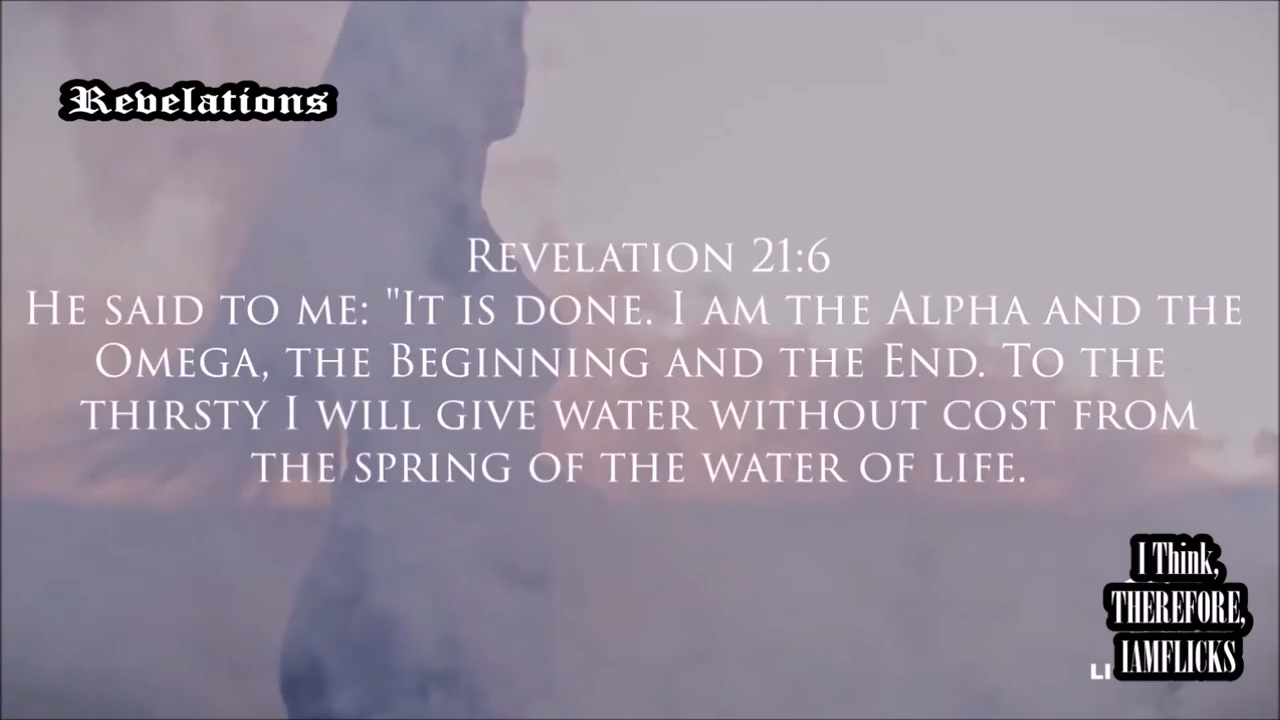 Revelations
Revelation 21:6
He said to me: "It is done. I am the Alpha and the
Omega, the Beginning and the End. To the
thirsty I will give water without cost from
the spring of the water of life.
I Think,
THEREFORE,
LI IAMFLICKS